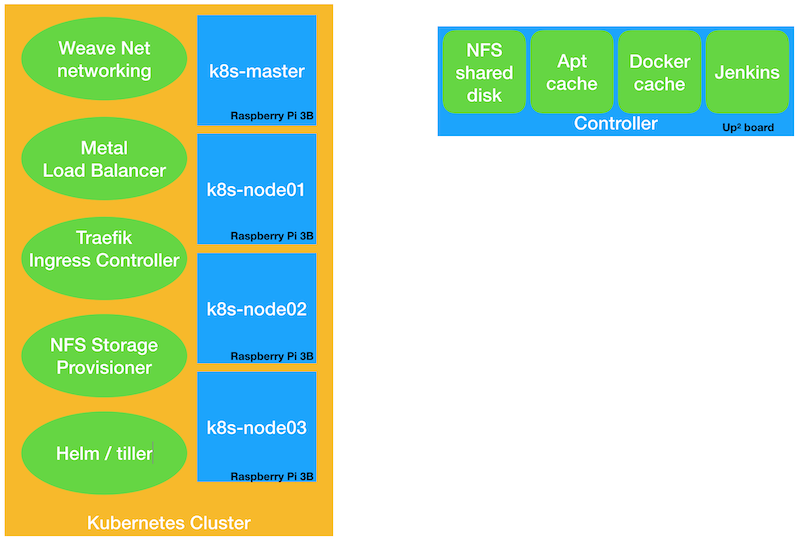 Weave Net
networking
Metal
Load Balancer
Traefik
Ingress Controller
NFS Storage
Provisioner
Helm / tiller
k8s-master
Raspberry Pi 3B
k8s-node01
Raspberry Pi 3B
k8s-node02
Raspberry Pi 3B
k8s-node03
Raspberry Pi 3B
Kubernetes Cluster
NFS
shared
disk
Apt
cache
Docker
cache
Jenkins
Controller
Up² board